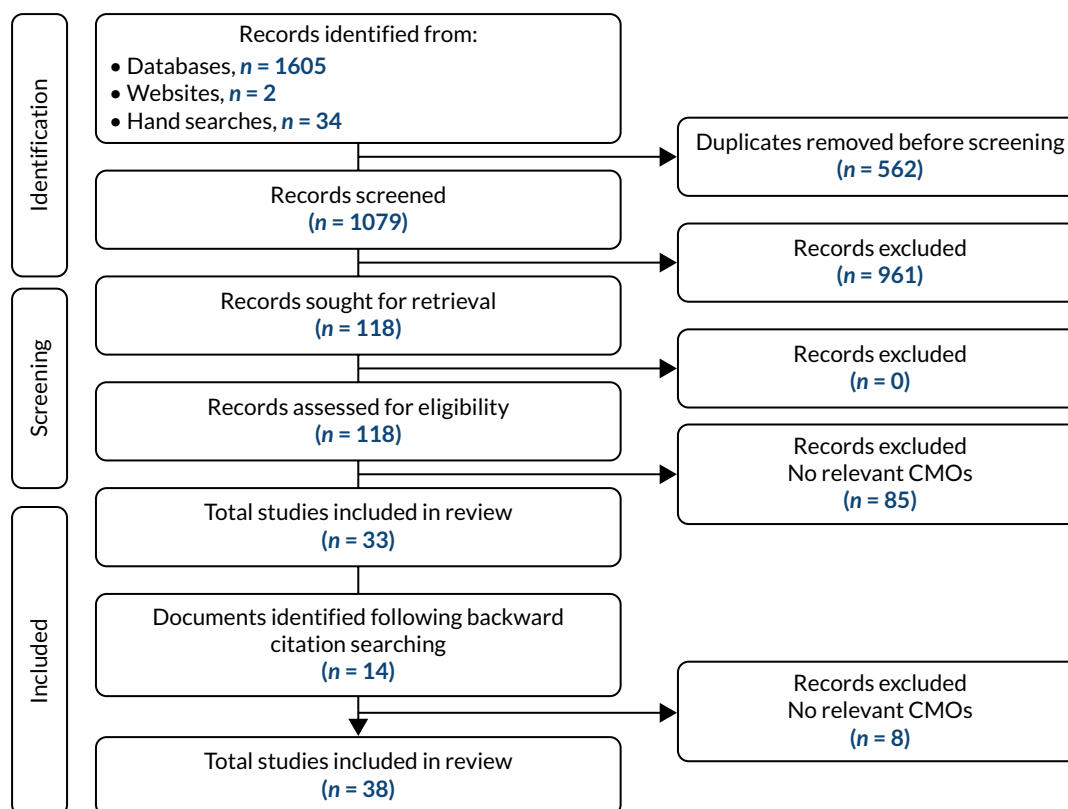 Identification
Records identified from:
• Databases, n = 1605
• Websites, n = 2
• Hand searches, n = 34
Duplicates removed before screening
(n = 562)
Records screened
(n = 1079)
Records excluded
(n = 961)
Screening
Records sought for retrieval
(n = 118)
Records excluded
(n = 0)
Records assessed for eligibility
(n = 118)
Records excluded
No relevant CMOs
(n = 85)
Included
Total studies included in review
(n = 33)
Documents identified following backward
citation searching
(n = 14)
Records excluded
No relevant CMOs
(n = 8)
Total studies included in review
(n = 38)